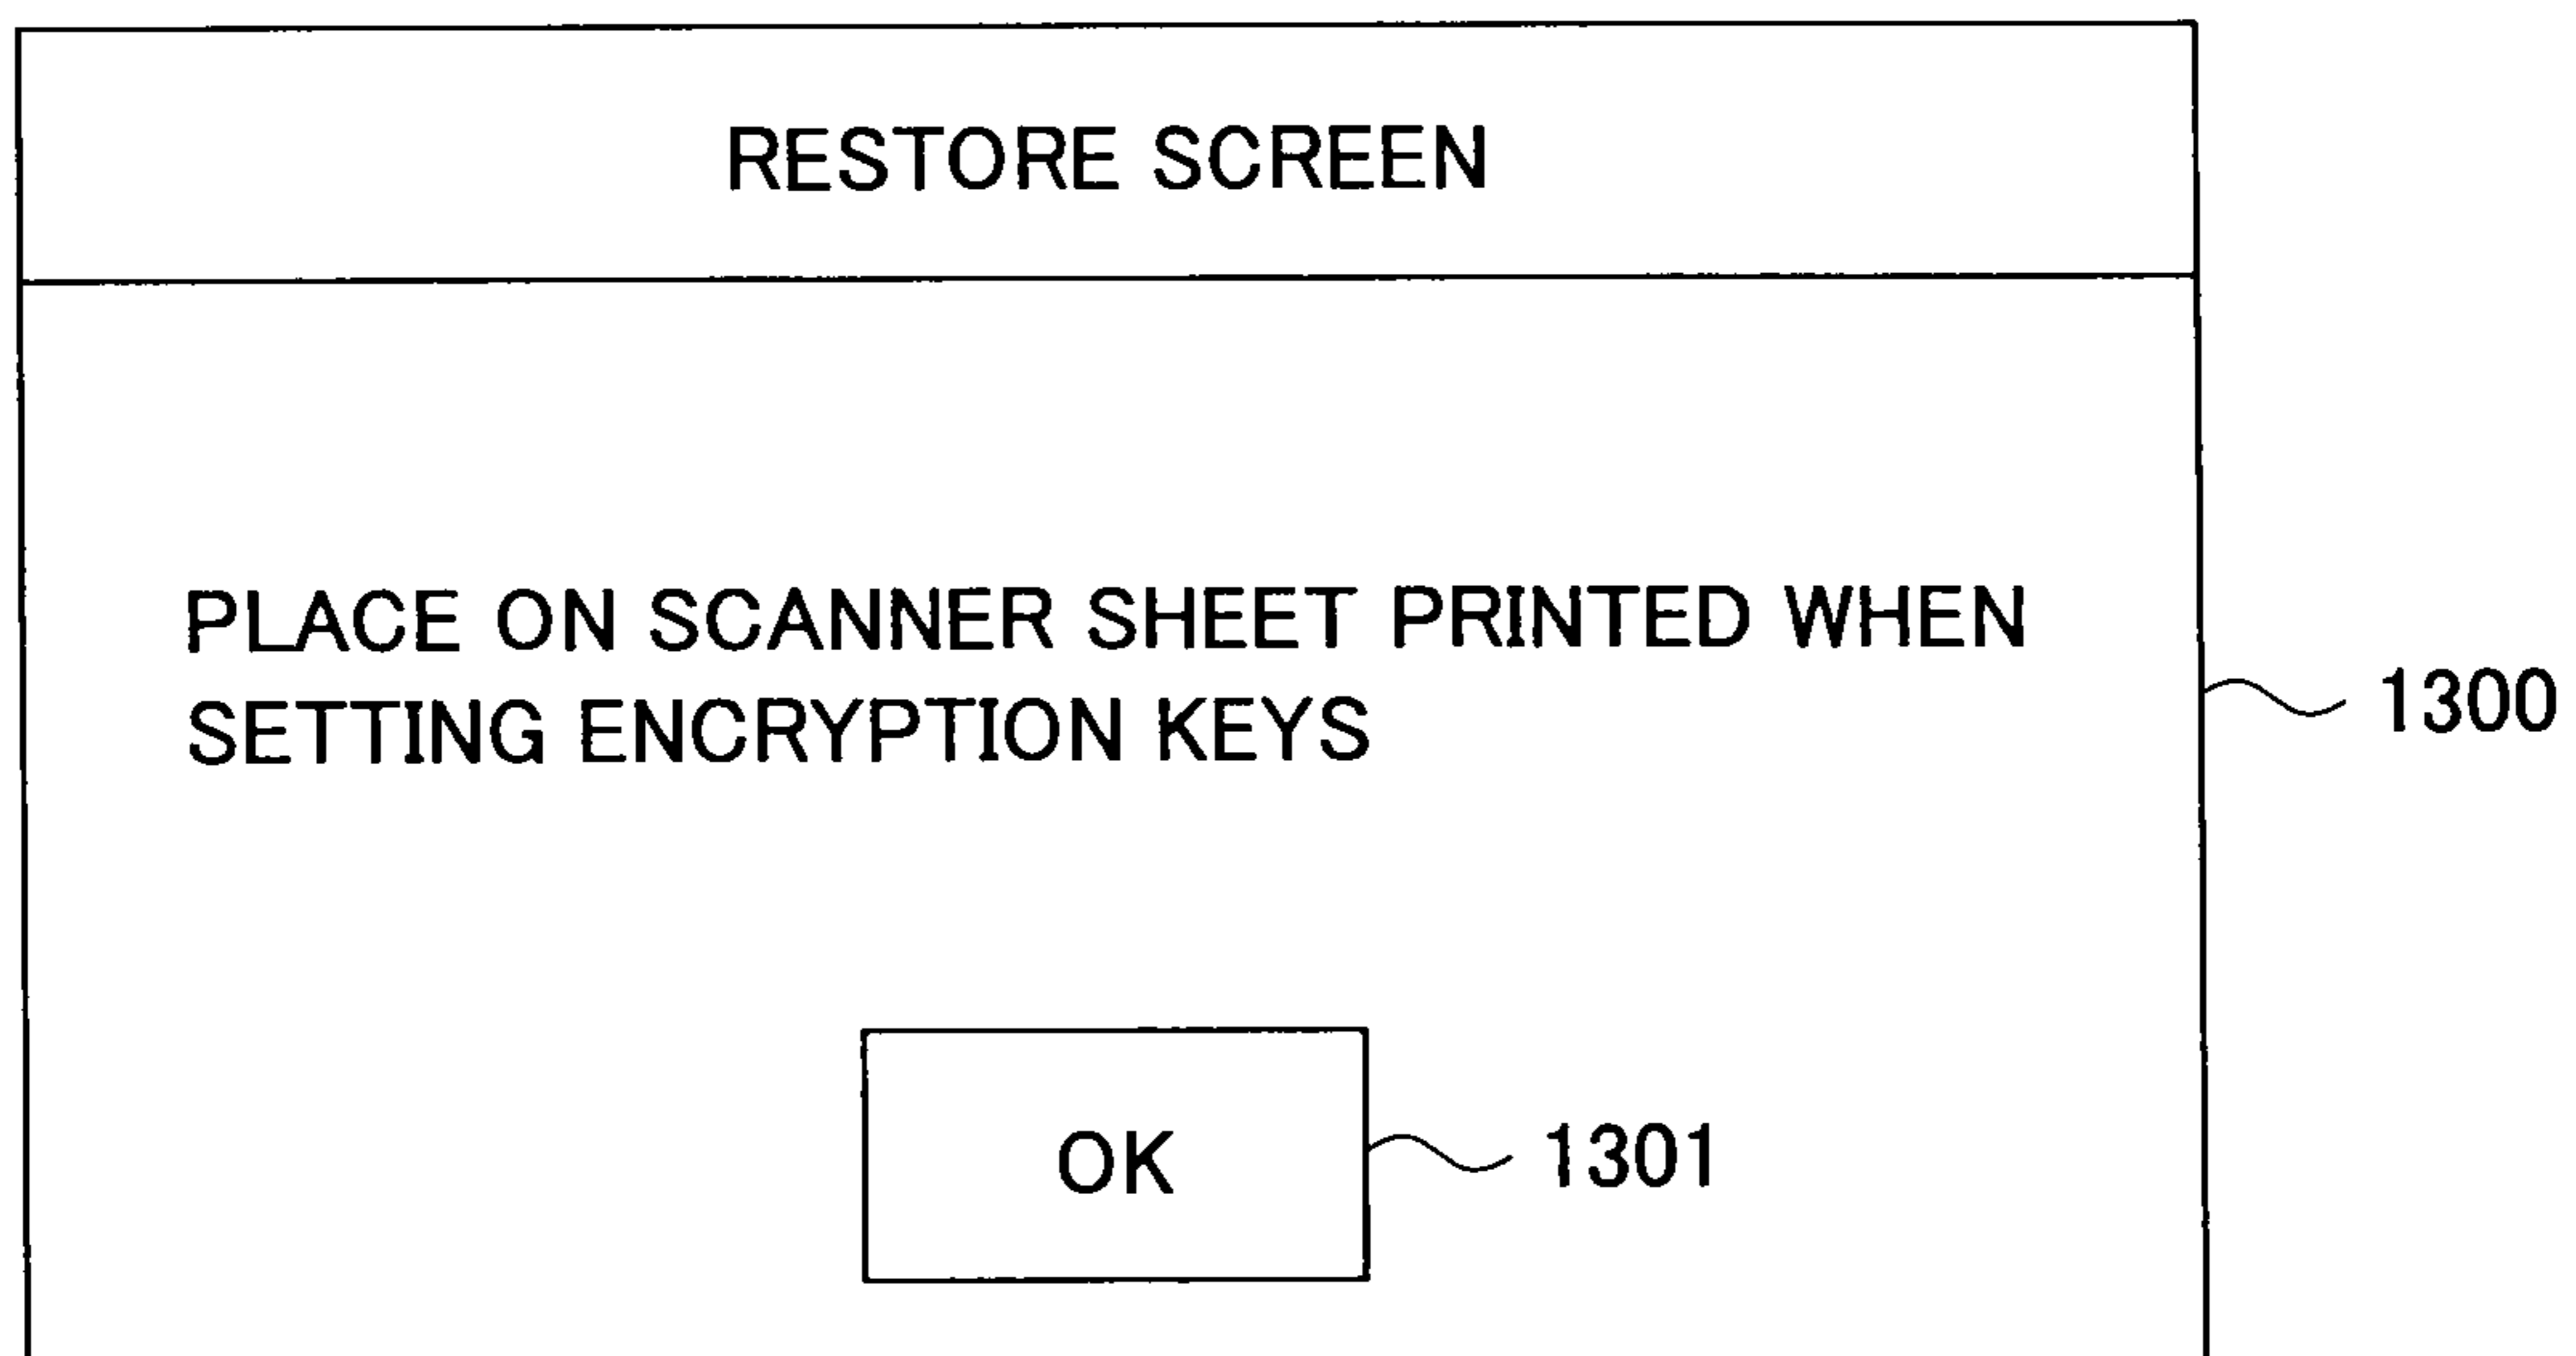 RESTORE SCREEN
PLACE ON SCANNER SHEET PRINTED WHEN
SETTING ENCRYPTION KEYS
1300
OK
1301